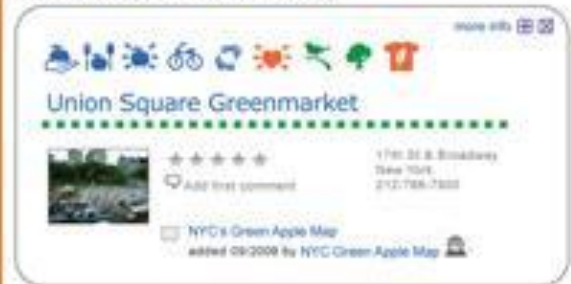 more info
Union Square Greenmarket
Add first comment
17th St & Broadway
New York
NYC's Green Apple Map
added 09/2009 by NYC Green Apple Map